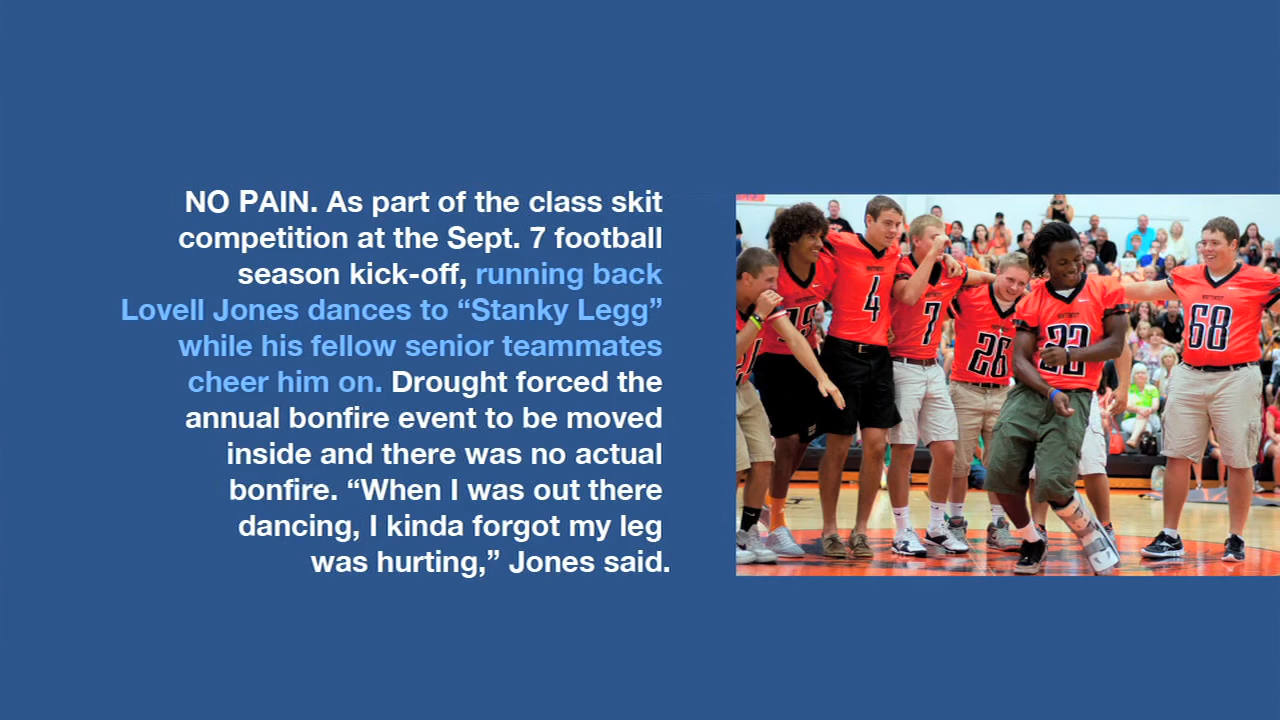 NO PAIN. As part of the class skit
competition at the Sept. 7 football
season kick-off, running back
Lovell Jones dances to “Stanky Legg”
while his fellow senior teammates
cheer him on. Drought forced the
annual bonfire event to be moved
inside and there was no actual
bonfire. “When I was out there
dancing, I kinda forgot my leg
was hurting,” Jones said.
4
7
26
22
68